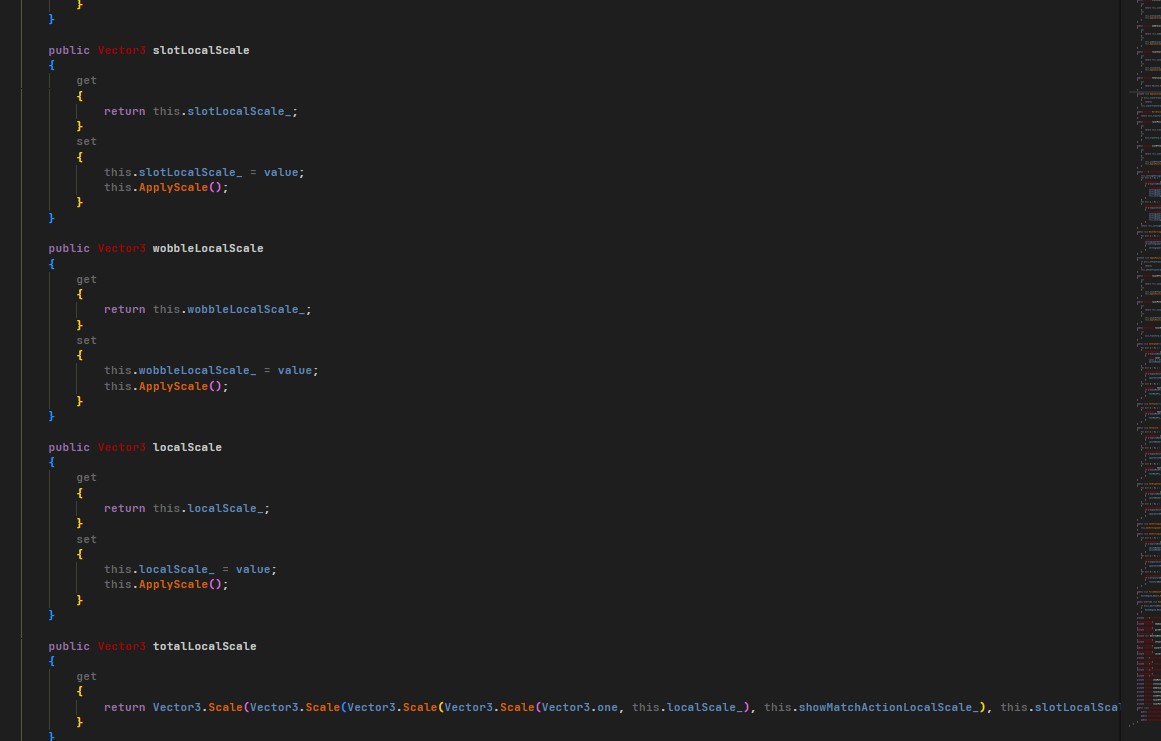 }
}
public Vector3 slotLocalScale
{
get
{
return this.slotLocalScale_;
}
set
{
this.slotLocalScale_ = value;
this.ApplyScale();
}
}
public Vector3 wobbleLocalScale
{
get
{
return this.wobbleLocalScale_;
}
set
{
this.wobbleLocalScale_ = value;
this.ApplyScale();
}
}
public Vector3 localScale
{
get
{
return this.localScale_;
}
set
{
this.localScale_ = value;
this.ApplyScale();
}
}
public Vector3 totalLocalScale
{
get
{
return Vector3.Scale(Vector3.Scale(Vector3.Scale(Vector3.Scale(Vector3.one, this.localScale_), this.showMatchActionLocalScale_), this.slotLocalSca
}
}